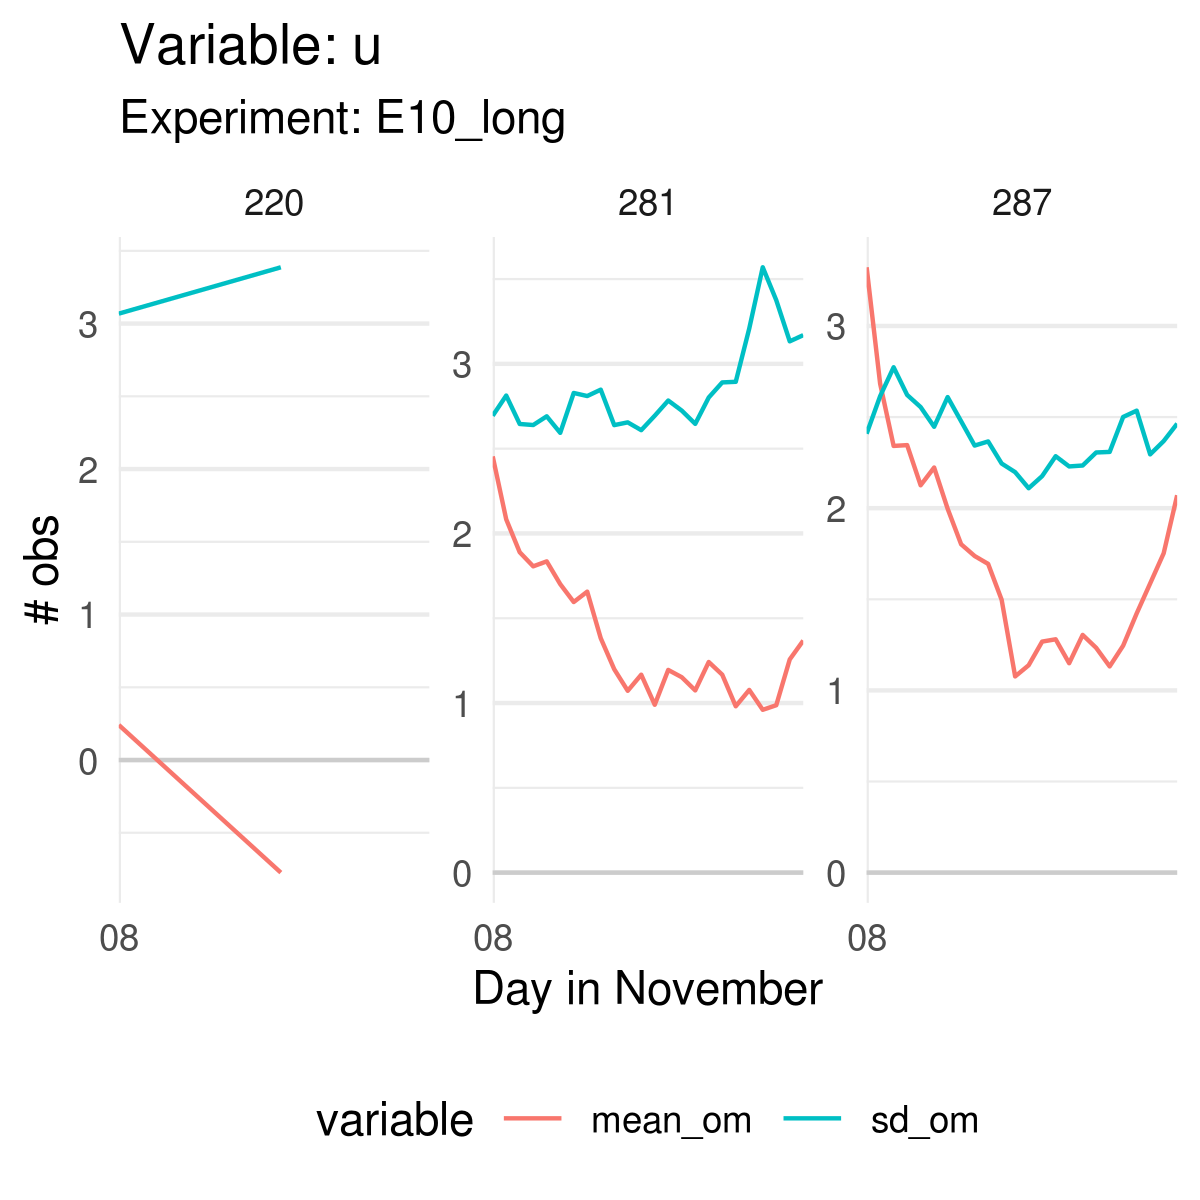 Variable: u
Experiment: E10_long
220
281
287
3
2
1
0
3
2
1
0
3
2
1
0
# obs
08
08
08
Day in November
variable
mean_om
sd_om